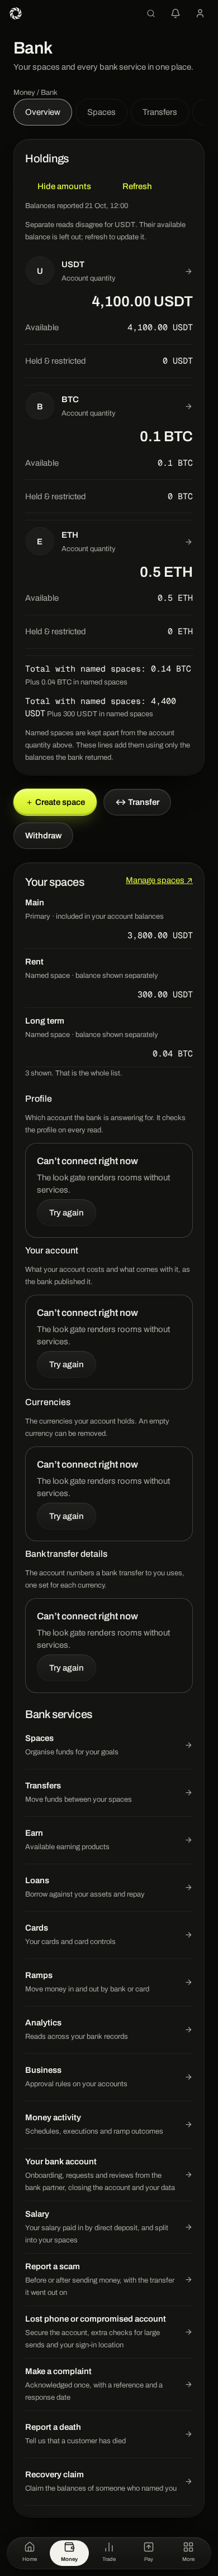 Bank
Your spaces and every bank service in one place.
Money / Bank
Overview
Spaces
Transfers
Holdings
Hide amounts
Refresh
Balances reported 21 Oct, 12:00
Separate reads disagree for USDT. Their available
balance is left out; refresh to update it.
U
USDT
Account quantity
4,100.00 USDT
Available
4,100.00 USDT
Held & restricted
0 USDT
B
BTC
Account quantity
0.1 BTC
Available
0.1 BTC
Held & restricted
0 BTC
E
ETH
Account quantity
0.5 ETH
Available
0.5 ETH
Held & restricted
0 ETH
Total with named spaces: 0.14 BTC
Plus 0.04 BTC in named spaces
Total with named spaces: 4,400
USDT Plus 300 USDT in named spaces
Named spaces are kept apart from the account
quantity above. These lines add them using only the
balances the bank returned.
+ Create space
Transfer
Withdraw
Your spaces
Manage spaces ↗
Main
Primary · included in your account balances
3,800.00 USDT
Rent
Named space · balance shown separately
300.00 USDT
Long term
Named space · balance shown separately
0.04 BTC
3 shown. That is the whole list.
Profile
Which account the bank is answering for. It checks
the profile on every read.
Can't connect right now
The look gate renders rooms without
services.
Try again
Your account
What your account costs and what comes with it, as
the bank published it.
Can't connect right now
The look gate renders rooms without
services.
Try again
Currencies
The currencies your account holds. An empty
currency can be removed.
Can't connect right now
The look gate renders rooms without
services.
Try again
Bank transfer details
The account numbers a bank transfer to you uses,
one set for each currency.
Can't connect right now
The look gate renders rooms without
services.
Try again
Bank services
Spaces
Organise funds for your goals
Transfers
Move funds between your spaces
Earn
Available earning products
Loans
Borrow against your assets and repay
Cards
Your cards and card controls
Ramps
Move money in and out by bank or card
Analytics
Reads across your bank records
Business
Approval rules on your accounts
Money activity
Schedules, executions and ramp outcomes
Your bank account
Onboarding, requests and reviews from the
bank partner, closing the account and your data
Salary
Your salary paid in by direct deposit, and split
into your spaces
Report a scam
Before or after sending money, with the transfer
it went out on
Lost phone or compromised account
Secure the account, extra checks for large
sends and your sign-in location
Make a complaint
Acknowledged once, with a reference and a
response date
Report a death
Tell us that a customer has died
Recovery claim
Claim the balances of someone who named you
Home
Money
Trade
Pay
More